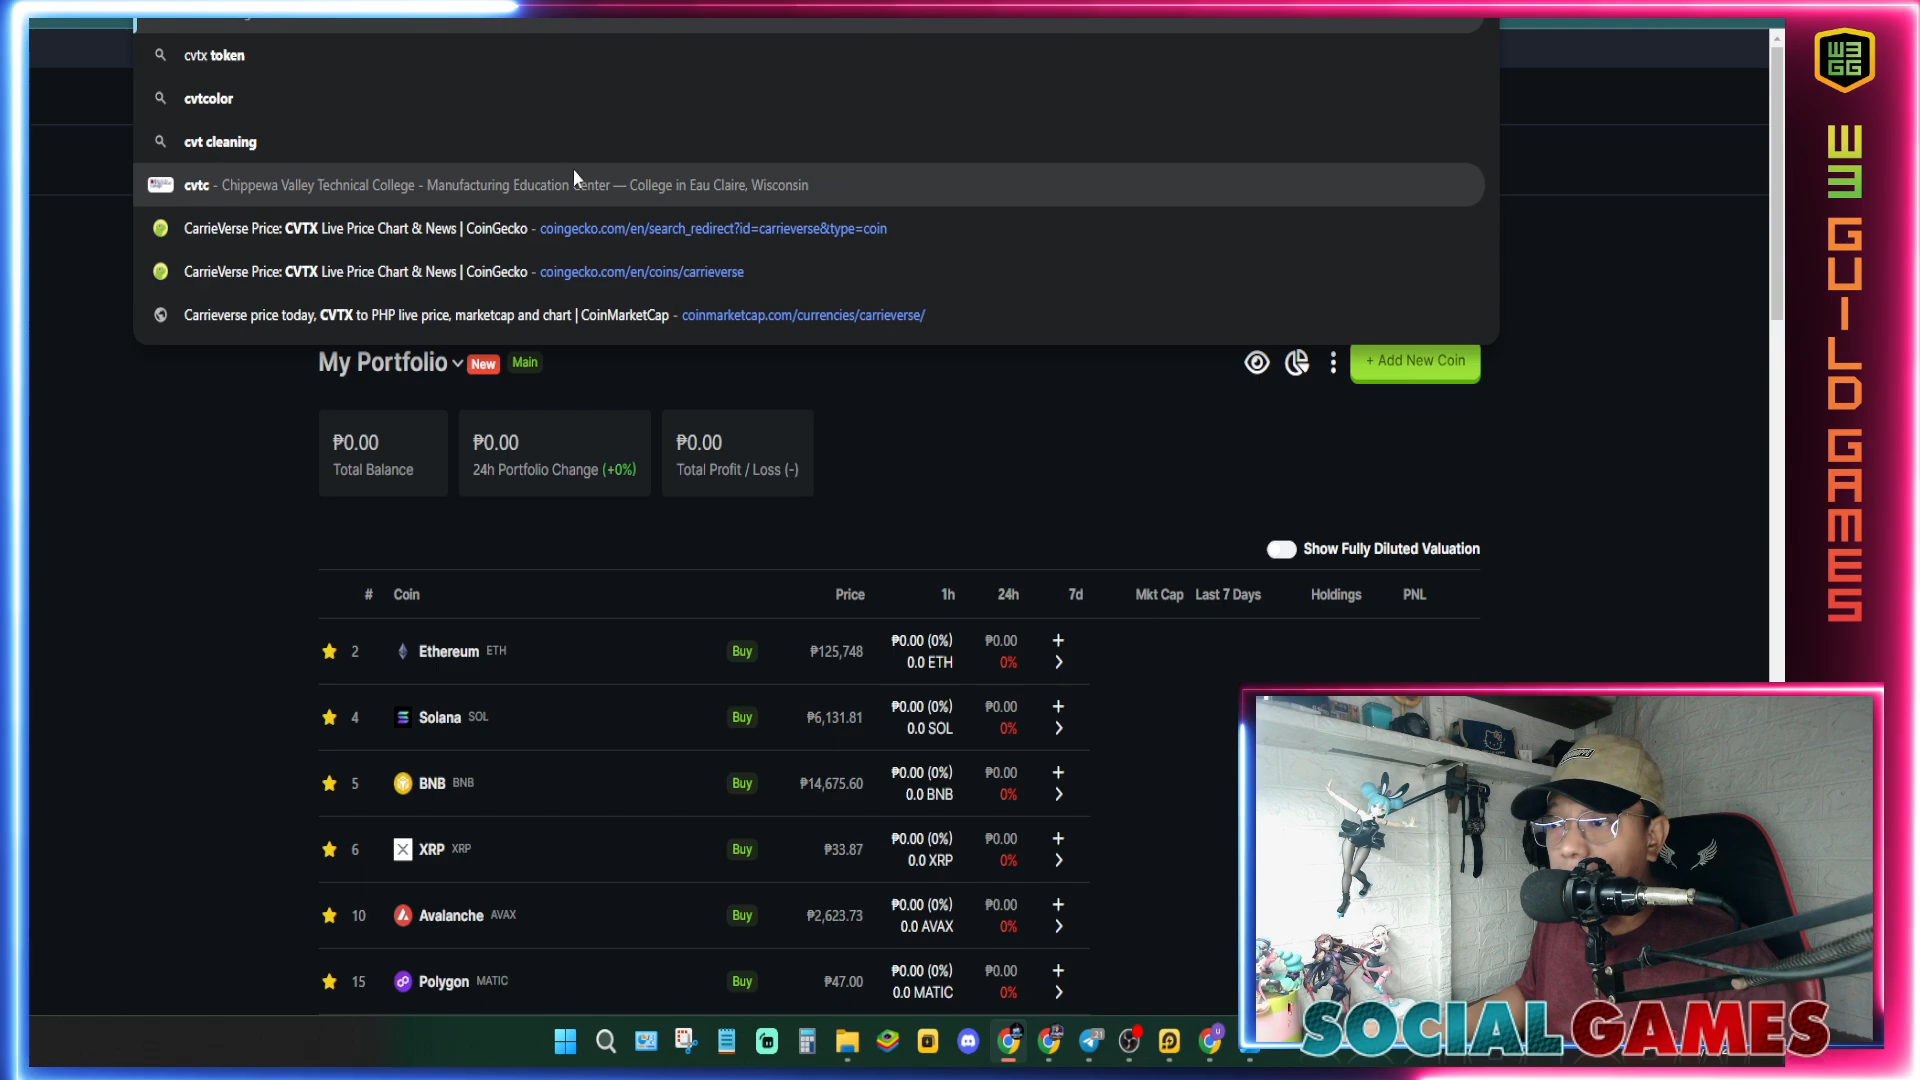 cvtx token
cvtcolor
cvt cleaning
cvtc - Chippewa Valley Technical College - Manufacturing Education Center — College in Eau Claire, Wisconsin
CarrieVerse Price: CVTX Live Price Chart & News | CoinGecko - coingecko.com/en/search_redirect?id=carrieverse&type=coin
CarrieVerse Price: CVTX Live Price Chart & News | CoinGecko - coingecko.com/en/coins/carrieverse
Carrieverse price today, CVTX to PHP live price, marketcap and chart | CoinMarketCap - coinmarketcap.com/currencies/carrieverse/
My Portfolio New Main + Add New Coin
₱0.00 ₱0.00 ₱0.00
Total Balance 24h Portfolio Change (+0%) Total Profit / Loss (-)
Show Fully Diluted Valuation
# Coin Price 1h 24h 7d Mkt Cap Last 7 Days Holdings PNL
2 Ethereum ETH Buy ₱125,748 ₱0.00 (0%) ₱0.00 +
0.0 ETH 0%
4 Solana SOL Buy ₱6,131.81 ₱0.00 (0%) ₱0.00 +
0.0 SOL 0%
5 BNB BNB Buy ₱14,675.60 ₱0.00 (0%) ₱0.00 +
0.0 BNB 0%
6 XRP XRP Buy ₱33.87 ₱0.00 (0%) ₱0.00 +
0.0 XRP 0%
10 Avalanche AVAX Buy ₱2,623.73 ₱0.00 (0%) ₱0.00 +
0.0 AVAX 0%
15 Polygon MATIC Buy ₱47.00 ₱0.00 (0%) ₱0.00 +
0.0 MATIC 0%
21
W3
GG
W3 GUILD GAMES
SOCIAL GAMES